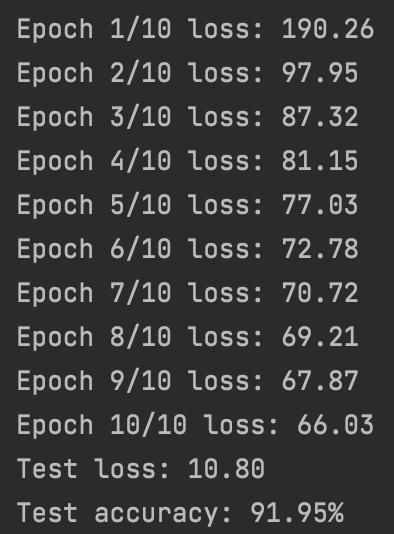 Epoch 1/10 loss: 190.26
Epoch 2/10 loss: 97.95
Epoch 3/10 loss: 87.32
Epoch 4/10 loss: 81.15
Epoch 5/10 loss: 77.03
Epoch 6/10 loss: 72.78
Epoch 7/10 loss: 70.72
Epoch 8/10 loss: 69.21
Epoch 9/10 loss: 67.87
Epoch 10/10 loss: 66.03
Test loss: 10.80
Test accuracy: 91.95%